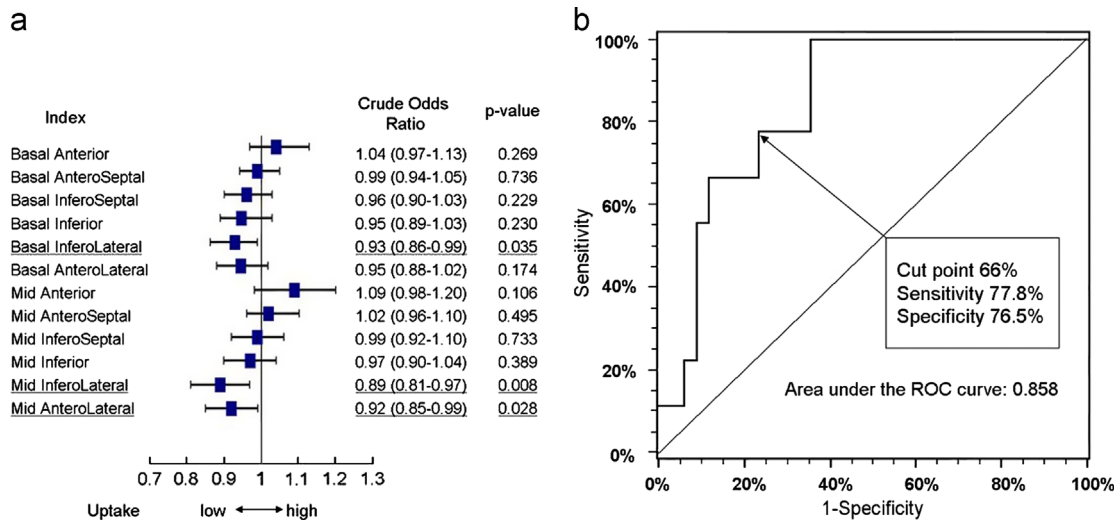 a
Index Crude Odds Ratio p-value
Basal Anterior 1.04 (0.97-1.13) 0.269
Basal AnteroSeptal 0.99 (0.94-1.05) 0.736
Basal InferoSeptal 0.96 (0.90-1.03) 0.229
Basal Inferior 0.95 (0.89-1.03) 0.230
Basal InferoLateral 0.93 (0.86-0.99) 0.035
Basal AnteroLateral 0.95 (0.88-1.02) 0.174
Mid Anterior 1.09 (0.98-1.20) 0.106
Mid AnteroSeptal 1.02 (0.96-1.10) 0.495
Mid InferoSeptal 0.99 (0.92-1.10) 0.733
Mid Inferior 0.97 (0.90-1.04) 0.389
Mid InferoLateral 0.89 (0.81-0.97) 0.008
Mid AnteroLateral 0.92 (0.85-0.99) 0.028
0.7 0.8 0.9 1 1.1 1.2 1.3
Uptake low high
b
100%
80%
60%
40%
20%
0%
Sensitivity
Cut point 66%
Sensitivity 77.8%
Specificity 76.5%
Area under the ROC curve: 0.858
0% 20% 40% 60% 80% 100%
1-Specificity